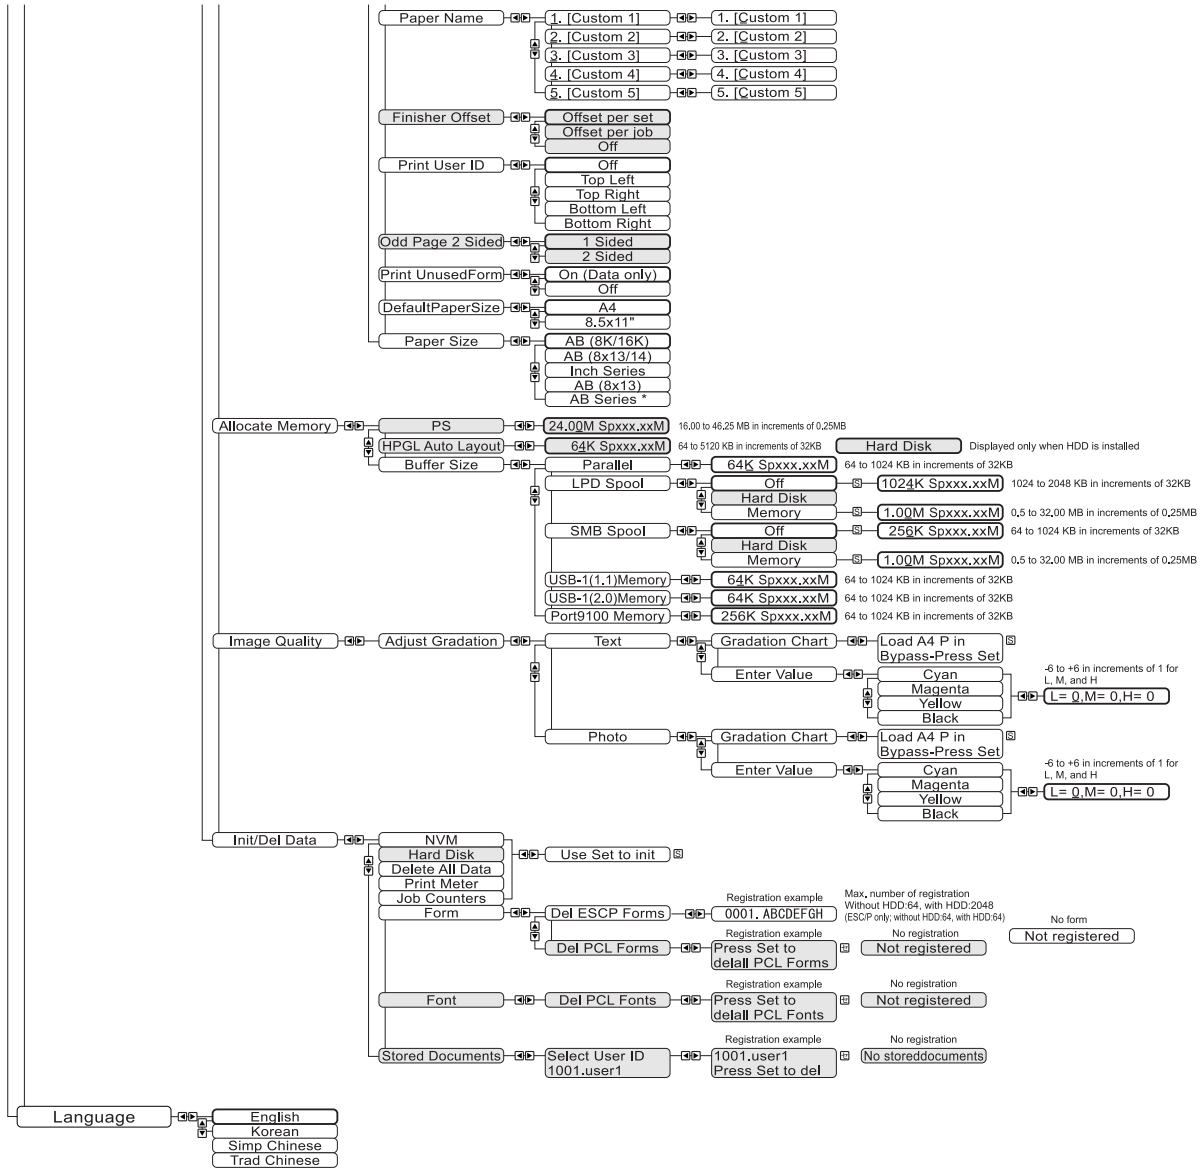 Paper Name 1. [Custom 1] 1. [Custom 1]
2. [Custom 2] 2. [Custom 2]
3. [Custom 3] 3. [Custom 3]
4. [Custom 4] 4. [Custom 4]
5. [Custom 5] 5. [Custom 5]
Finisher Offset Offset per set
Offset per job
Off
Print User ID Off
Top Left
Top Right
Bottom Left
Bottom Right
Odd Page 2 Sided 1 Sided
2 Sided
Print UnusedForm On (Data only)
Off
DefaultPaperSize A4
8.5x11"
Paper Size AB (8K/16K)
AB (8x13/14)
Inch Series
AB (8x13)
AB Series *
Allocate Memory PS 24.00M Spxxx.xxM 16.00 to 46.25 MB in increments of 0.25MB
HPGL Auto Layout 64K Spxxx.xxM 64 to 5120 KB in increments of 32KB Hard Disk Displayed only when HDD is installed
Buffer Size Parallel 64K Spxxx.xxM 64 to 1024 KB in increments of 32KB
LPD Spool Off S 1024K Spxxx.xxM 1024 to 2048 KB in increments of 32KB
Hard Disk
Memory S 1.00M Spxxx.xxM 0.5 to 32.00 MB in increments of 0.25MB
SMB Spool Off S 256K Spxxx.xxM 64 to 1024 KB in increments of 32KB
Hard Disk
Memory S 1.00M Spxxx.xxM 0.5 to 32.00 MB in increments of 0.25MB
USB-1(1.1)Memory 64K Spxxx.xxM 64 to 1024 KB in increments of 32KB
USB-1(2.0)Memory 64K Spxxx.xxM 64 to 1024 KB in increments of 32KB
Port9100 Memory 256K Spxxx.xxM 64 to 1024 KB in increments of 32KB
Image Quality Adjust Gradation Text Gradation Chart Load A4 P in S
Bypass-Press Set
-6 to +6 in increments of 1 for
L, M, and H
Enter Value Cyan
Magenta
L= 0,M= 0,H= 0
Yellow
Black
Photo Gradation Chart Load A4 P in S
Bypass-Press Set
-6 to +6 in increments of 1 for
L, M, and H
Enter Value Cyan
Magenta
L= 0,M= 0,H= 0
Yellow
Black
Init/Del Data NVM
Hard Disk Use Set to init S
Delete All Data
Print Meter
Job Counters
Form Del ESCP Forms Registration example
0001. ABCDEFGH
Max. number of registration
Without HDD:64, with HDD:2048
(ESC/P only; without HDD:64, with HDD:64)
No form
Not registered
Registration example No registration
Del PCL Forms Press Set to Not registered
delall PCL Forms
Registration example No registration
Font Del PCL Fonts Press Set to Not registered
delall PCL Fonts
Registration example No registration
Stored Documents Select User ID 1001.user1 No storeddocuments
1001.user1 Press Set to del
Language English
Korean
Simp Chinese
Trad Chinese